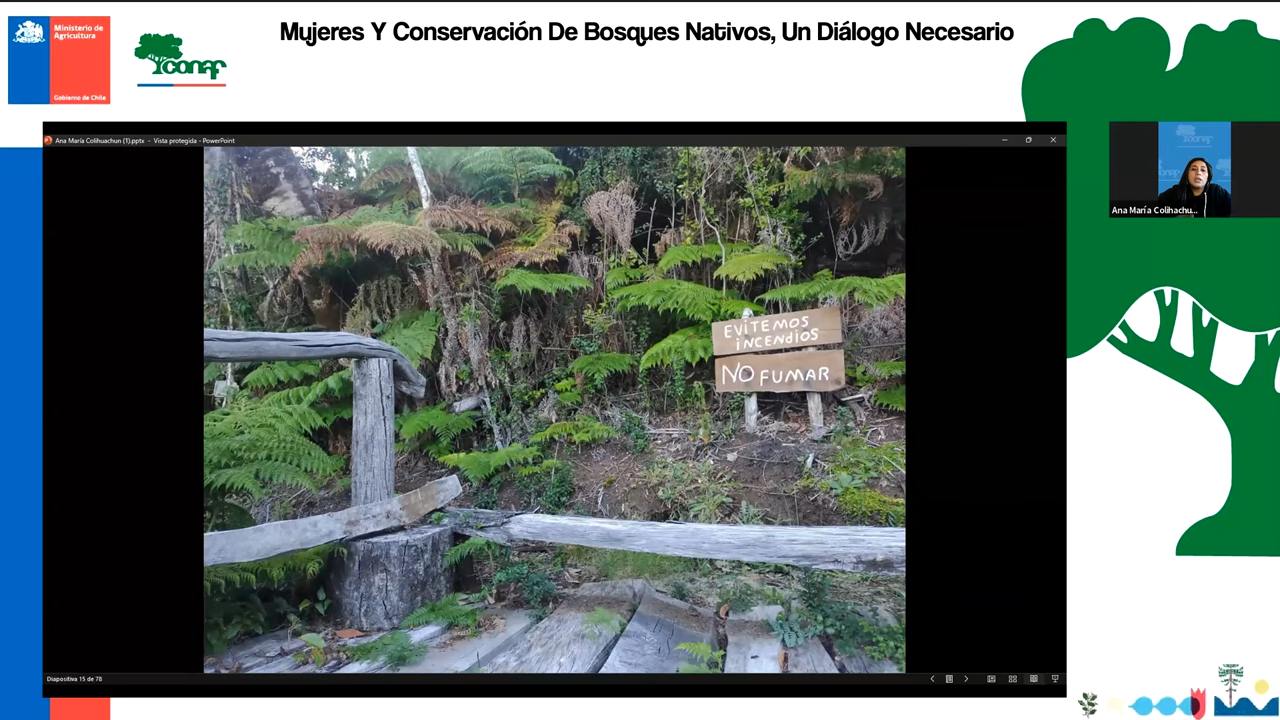 Mujeres Y Conservación De Bosques Nativos, Un Diálogo Necesario
Ministerio de
Agricultura
Gobierno de Chile
conaf
Ana María Colihuachun (1).pptx - Vista protegida - PowerPoint
Ana María Colihachu...
EVITEMOS
INCENDIOS
NO FUMAR
Diapositiva 15 de 78